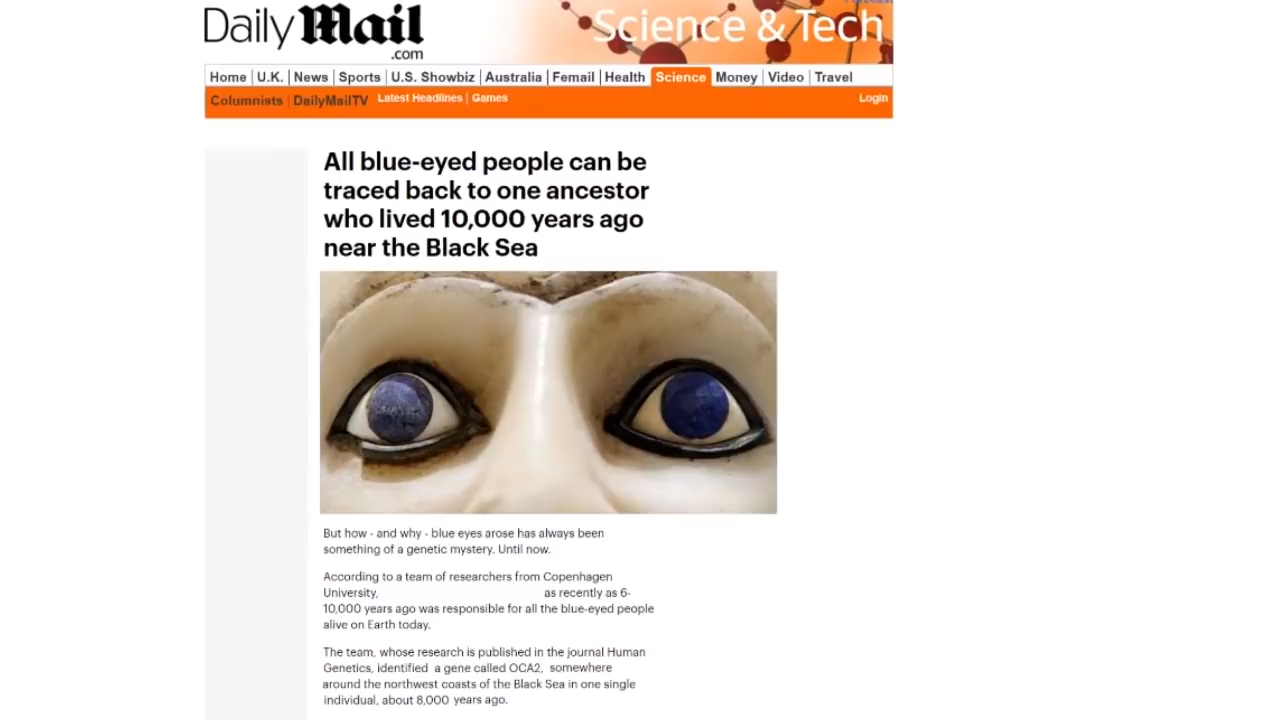 Daily Mail
.com
Science & Tech
Home U.K. News Sports U.S. Showbiz Australia Femail Health Science Money Video Travel
Columnists DailyMailTV Latest Headlines Games Login
All blue-eyed people can be
traced back to one ancestor
who lived 10,000 years ago
near the Black Sea
But how - and why - blue eyes arose has always been
something of a genetic mystery. Until now.
According to a team of researchers from Copenhagen
University, as recently as 6-
10,000 years ago was responsible for all the blue-eyed people
alive on Earth today.
The team, whose research is published in the journal Human
Genetics, identified a gene called OCA2, somewhere
around the northwest coasts of the Black Sea in one single
individual, about 8,000 years ago.